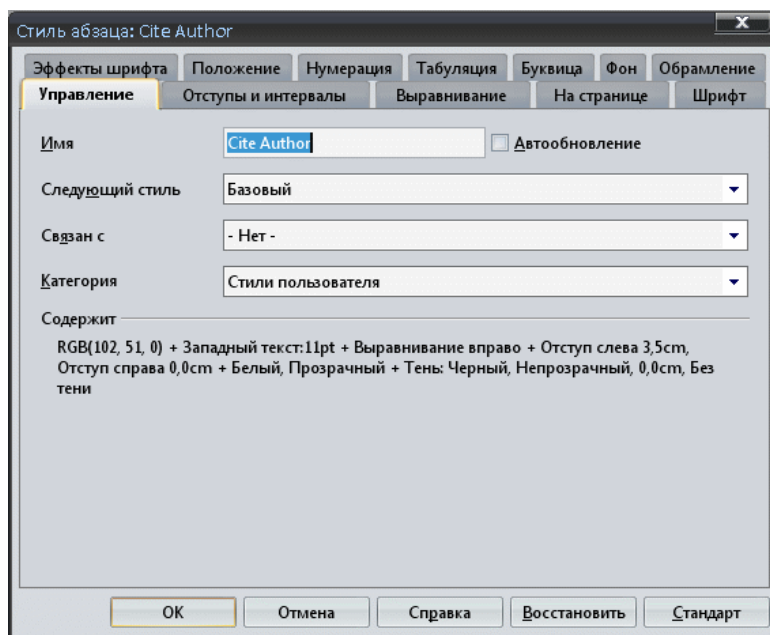 Стиль абзаца: Cite Author
X
Эффекты шрифта Положение Нумерация Табуляция Буквица Фон Обрамление
Управление Отступы и интервалы Выравнивание На странице Шрифт
Имя Cite Author Автообновление
Следующий стиль Базовый
Связан с - Нет -
Категория Стили пользователя
Содержит
RGB(102, 51, 0) + Западный текст:11pt + Выравнивание вправо + Отступ слева 3,5cm,
Отступ справа 0,0cm + Белый, Прозрачный + Тень: Черный, Непрозрачный, 0,0cm, Без
тени
ОК Отмена Справка Восстановить Стандарт